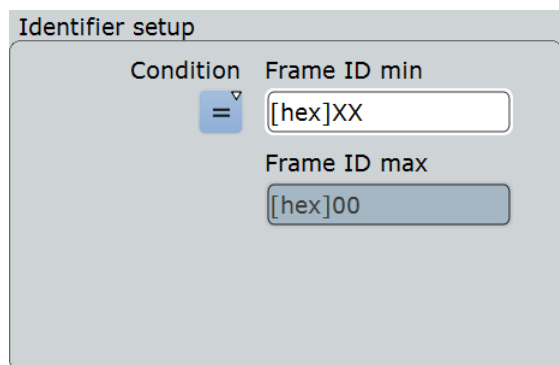 Identifier setup
Condition Frame ID min
= [hex]XX
Frame ID max
[hex]00